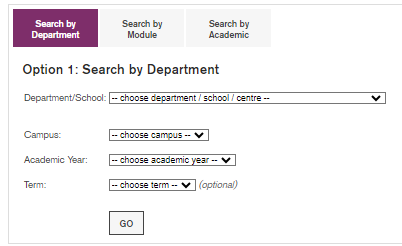 Search by Department
Search by Module
Search by Academic
Option 1: Search by Department
Department/School: -- choose department / school / centre --
Campus: -- choose campus --
Academic Year: -- choose academic year --
Term: -- choose term -- (optional)
GO